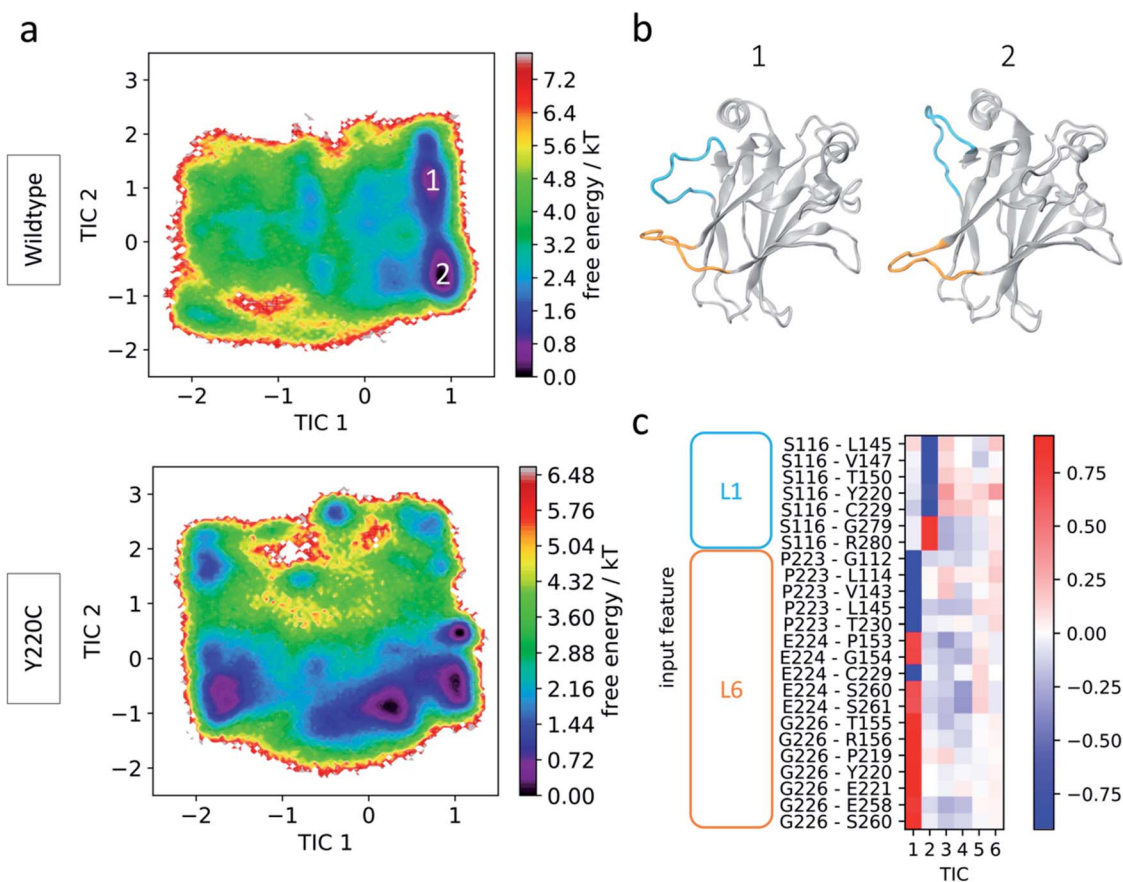 a
Wildtype
TIC 2
3
2
1
0
−1
−2
1
2
−2
−1
0
1
TIC 1
7.2
6.4
5.6
4.8
4.0
3.2
2.4
1.6
0.8
0.0
free energy / kT
b
1
2
Y220C
TIC 2
3
2
1
0
−1
−2
−2
−1
0
1
TIC 1
6.48
5.76
5.04
4.32
3.60
2.88
2.16
1.44
0.72
0.00
free energy / kT
c
input feature
L1
L6
S116 - L145
S116 - V147
S116 - T150
S116 - Y220
S116 - C229
S116 - G279
S116 - R280
P223 - G112
P223 - L114
P223 - V143
P223 - L145
P223 - T230
E224 - P153
E224 - G154
E224 - C229
E224 - S260
E224 - S261
G226 - T155
G226 - R156
G226 - P219
G226 - Y220
G226 - E221
G226 - E258
G226 - S260
1 2 3 4 5 6
TIC
0.75
0.50
0.25
0.00
−0.25
−0.50
−0.75